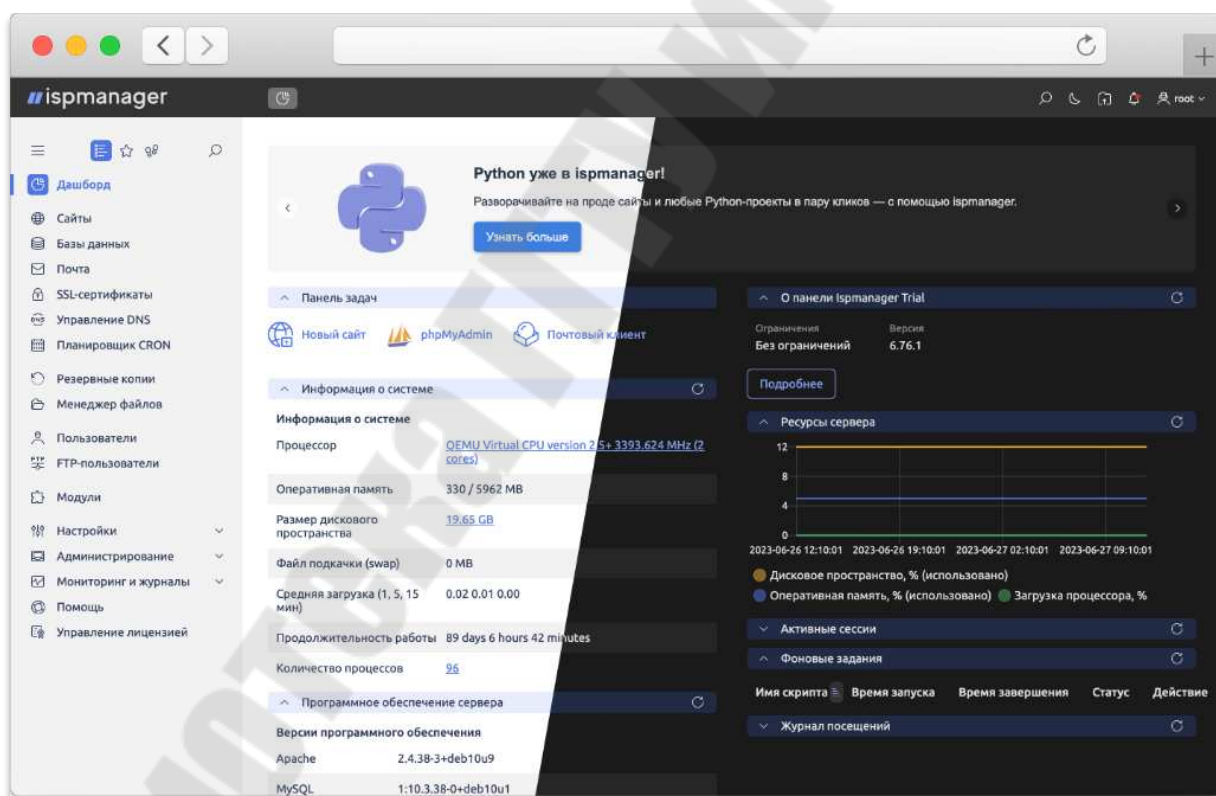 ispmanager
root
Дашборд
Сайты
Базы данных
Почта
SSL-сертификаты
Управление DNS
Планировщик CRON
Резервные копии
Менеджер файлов
Пользователи
FTP-пользователи
Модули
Настройки
Администрирование
Мониторинг и журналы
Помощь
Управление лицензией
Python уже в ispmanager!
Разворачивайте на проде сайты и любые Python-проекты в пару кликов — с помощью ispmanager.
Узнать больше
Панель задач
Новый сайт phpMyAdmin Почтовый клиент
Информация о системе
Информация о системе
Процессор QEMU Virtual CPU version 2.5+ 3393.624 MHz (2
cores)
Оперативная память 330 / 5962 MB
Размер дискового 19.65 GB
пространства
Файл подкачки (swap) 0 MB
Средняя загрузка (1, 5, 15 0.02 0.01 0.00
мин)
Продолжительность работы 89 days 6 hours 42 minutes
Количество процессов 96
Программное обеспечение сервера
Версии программного обеспечения
Apache 2.4.38-3+deb10u9
MySQL 1:10.3.38-0+deb10u1
О панели Ispmanager Trial
Ограничения Версия
Без ограничений 6.76.1
Подробнее
Ресурсы сервера
12
8
4
0
2023-06-26 12:10:01 2023-06-26 19:10:01 2023-06-27 02:10:01 2023-06-27 09:10:01
Дисковое пространство, % (использовано)
Оперативная память, % (использовано) Загрузка процессора, %
Активные сессии
Фоновые задания
Имя скрипта Время запуска Время завершения Статус Действие
Журнал посещений